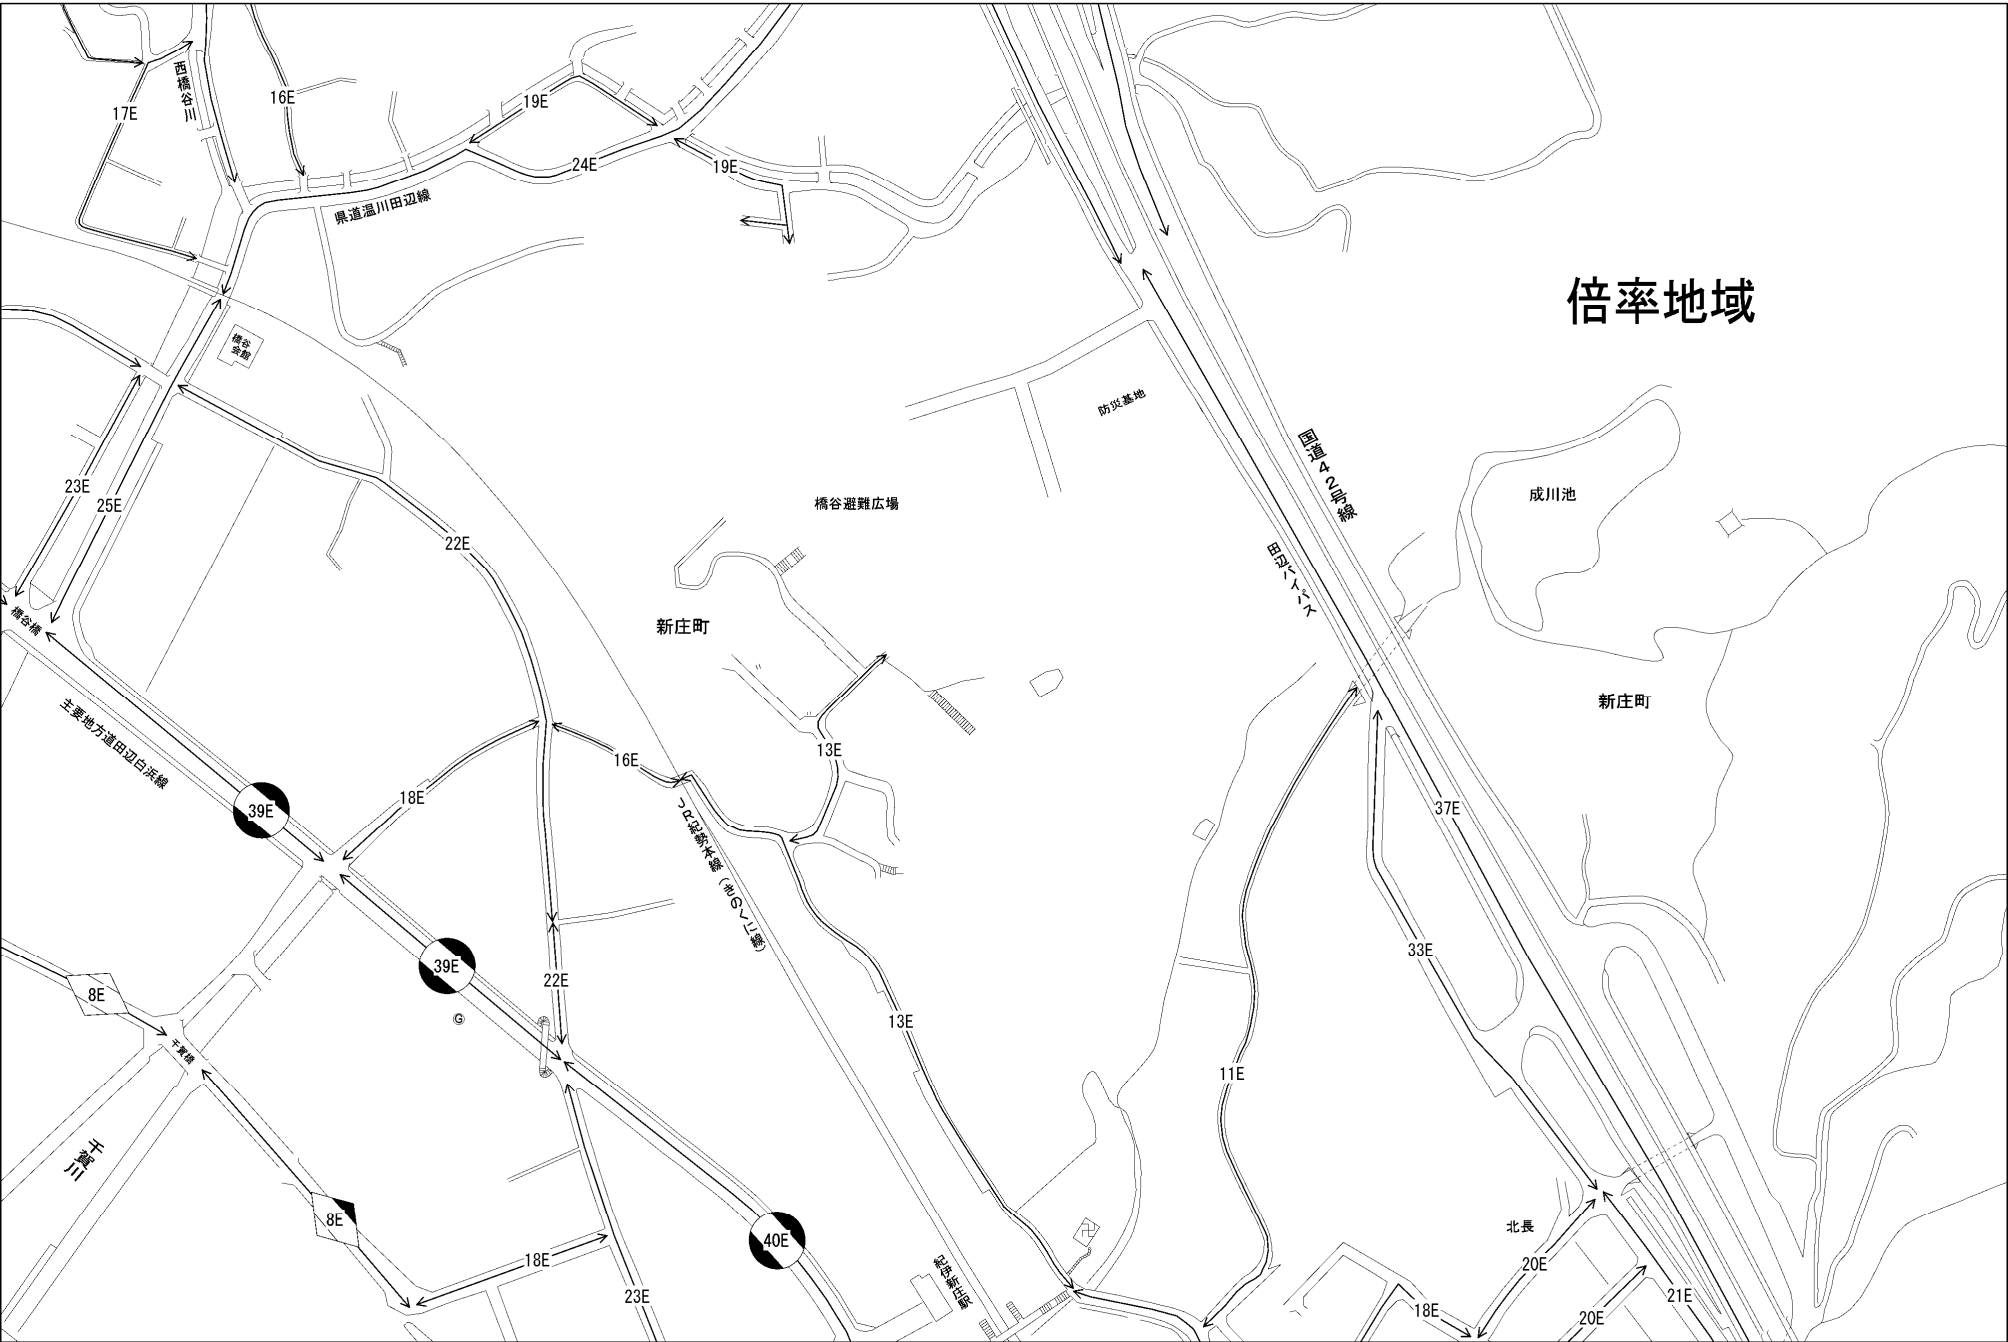 西橋谷川
17E
16E
19E
24E
19E
県道温川田辺線
倍率地域
橋谷
会館
防災基地
国道42号線
23E
25E
22E
橋谷避難広場
成川池
田辺バイパス
橋谷橋
新庄町
新庄町
主要地方道田辺白浜線
16E
13E
18E
39E
37E
JR紀勢本線(きのくに線)
33E
39E
22E
8E
G
13E
千賀橋
11E
千賀川
8E
北長
40E
18E
20E
紀伊新庄駅
23E
21E
18E
20E